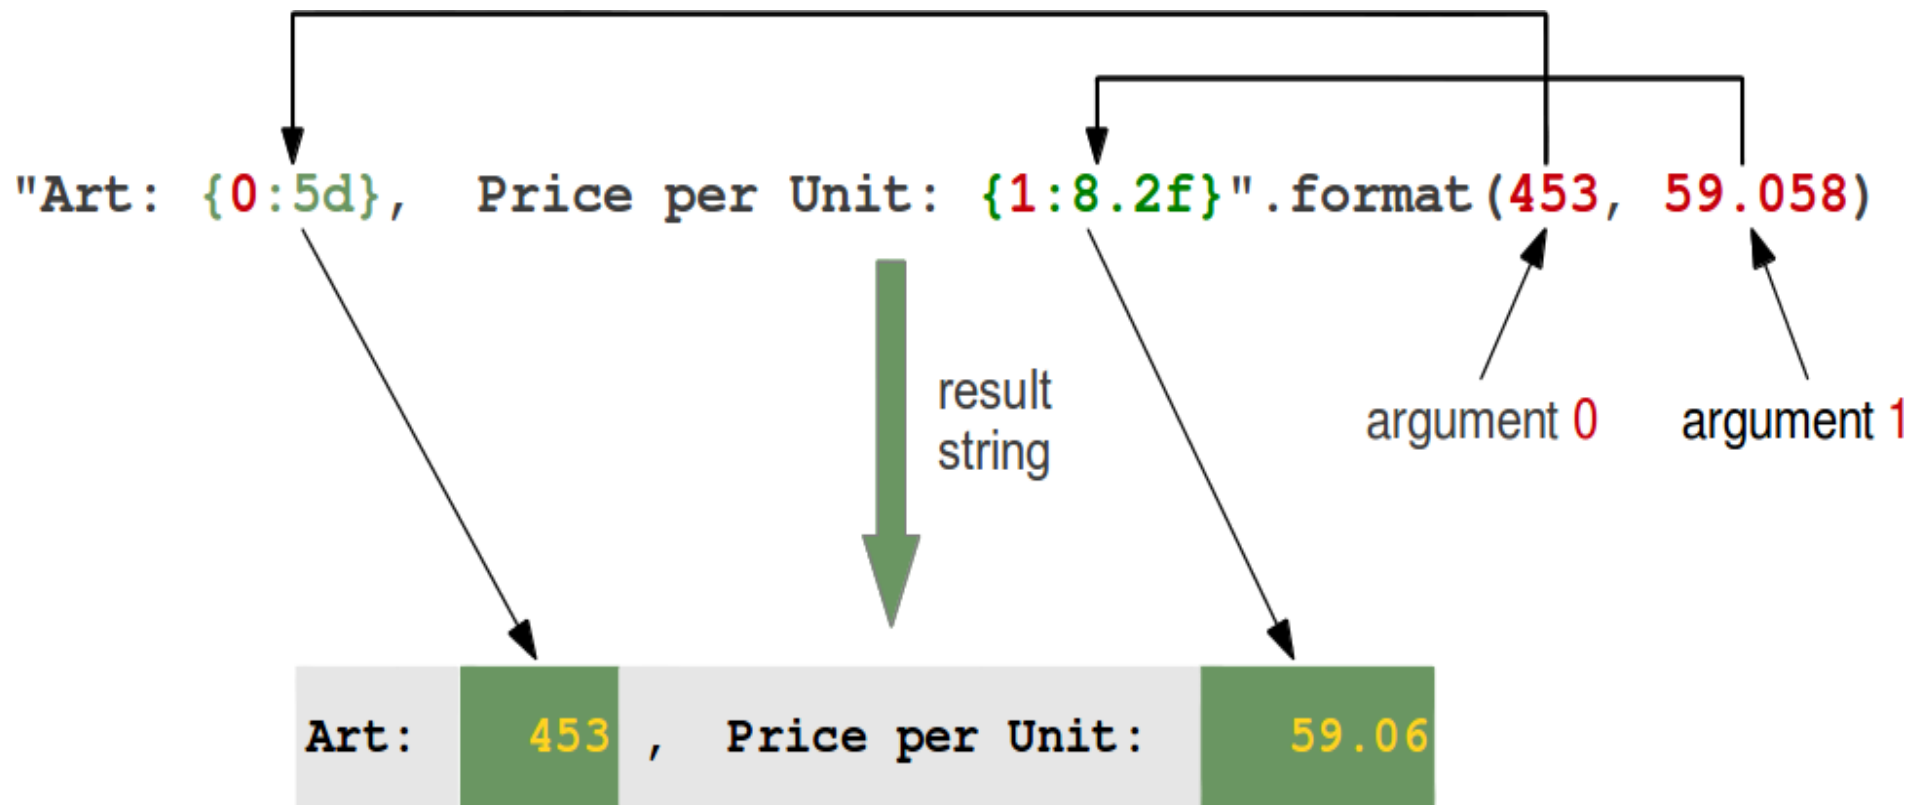 "Art: {0:5d},  Price per Unit: {1:8.2f}".format(453, 59.058)
result
string
argument 0 argument 1
Art:   453 ,  Price per Unit:    59.06